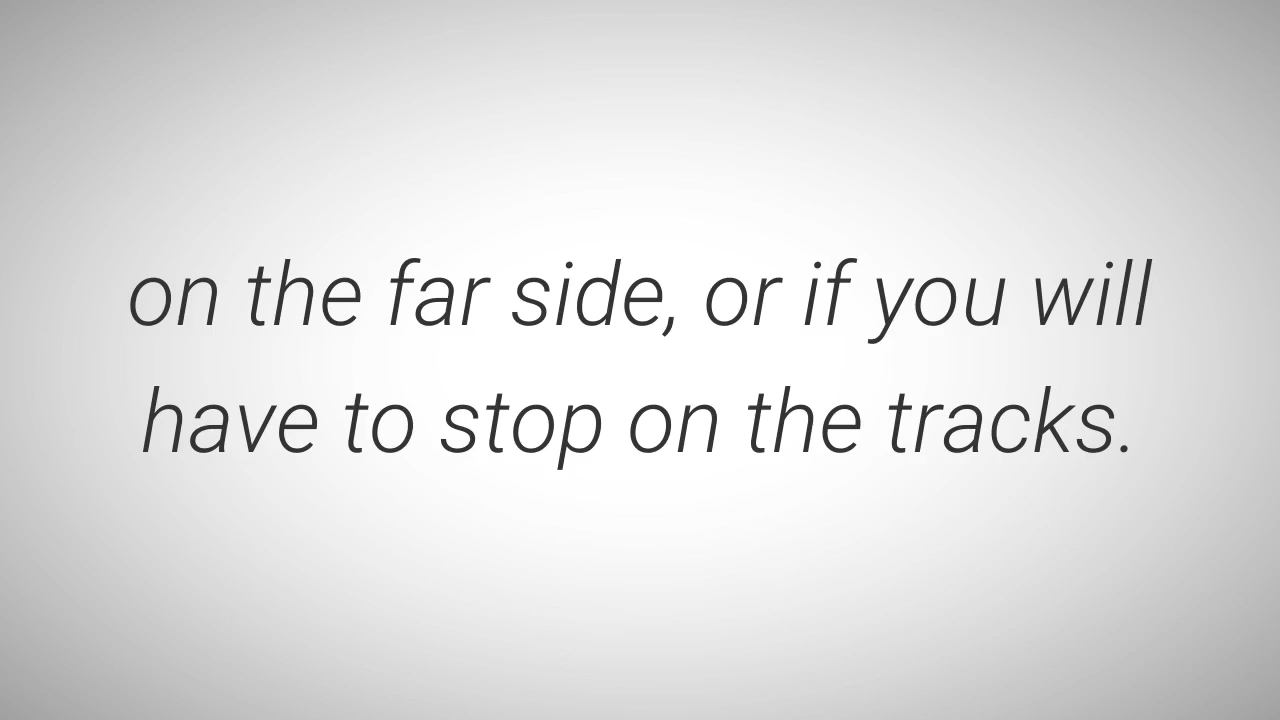 on the far side, or if you will
have to stop on the tracks.